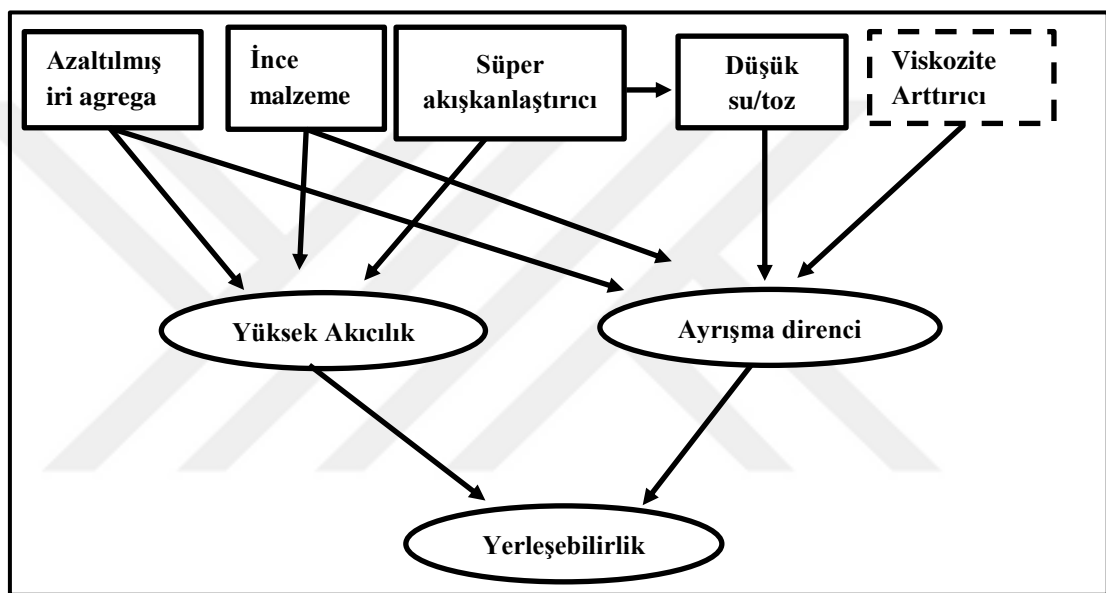 Azaltılmış
iri agrega
İnce
malzeme
Süper
akışkanlaştırıcı
Düşük
su/toz
Viskozite
Arttırıcı
Yüksek Akıcılık
Ayrışma direnci
Yerleşebilirlik